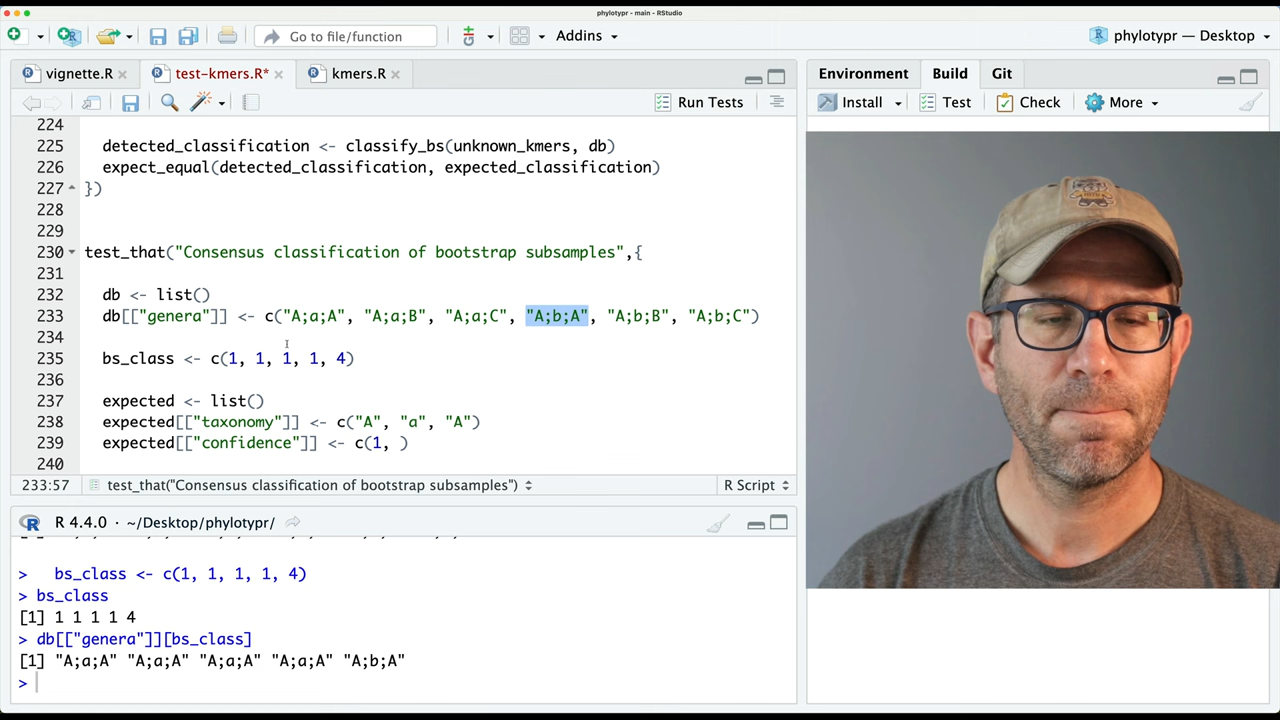 phylotypr - main - RStudio
Go to file/function
Addins
phylotypr — Desktop
vignette.R
test-kmers.R*
kmers.R
Run Tests
224
225 detected_classification <- classify_bs(unknown_kmers, db)
226 expect_equal(detected_classification, expected_classification)
227 })
228
229
230 test_that("Consensus classification of bootstrap subsamples",{
231
232 db <- list()
233 db[["genera"]] <- c("A;a;A", "A;a;B", "A;a;C", "A;b;A", "A;b;B", "A;b;C")
234
235 bs_class <- c(1, 1, 1, 1, 4)
236
237 expected <- list()
238 expected[["taxonomy"]] <- c("A", "a", "A")
239 expected[["confidence"]] <- c(1, )
240
233:57 test_that("Consensus classification of bootstrap subsamples") R Script
R 4.4.0 · ~/Desktop/phylotypr/
> bs_class <- c(1, 1, 1, 1, 4)
> bs_class
[1] 1 1 1 1 4
> db[["genera"]][bs_class]
[1] "A;a;A" "A;a;A" "A;a;A" "A;a;A" "A;b;A"
>
Environment Build Git
Install Test Check More